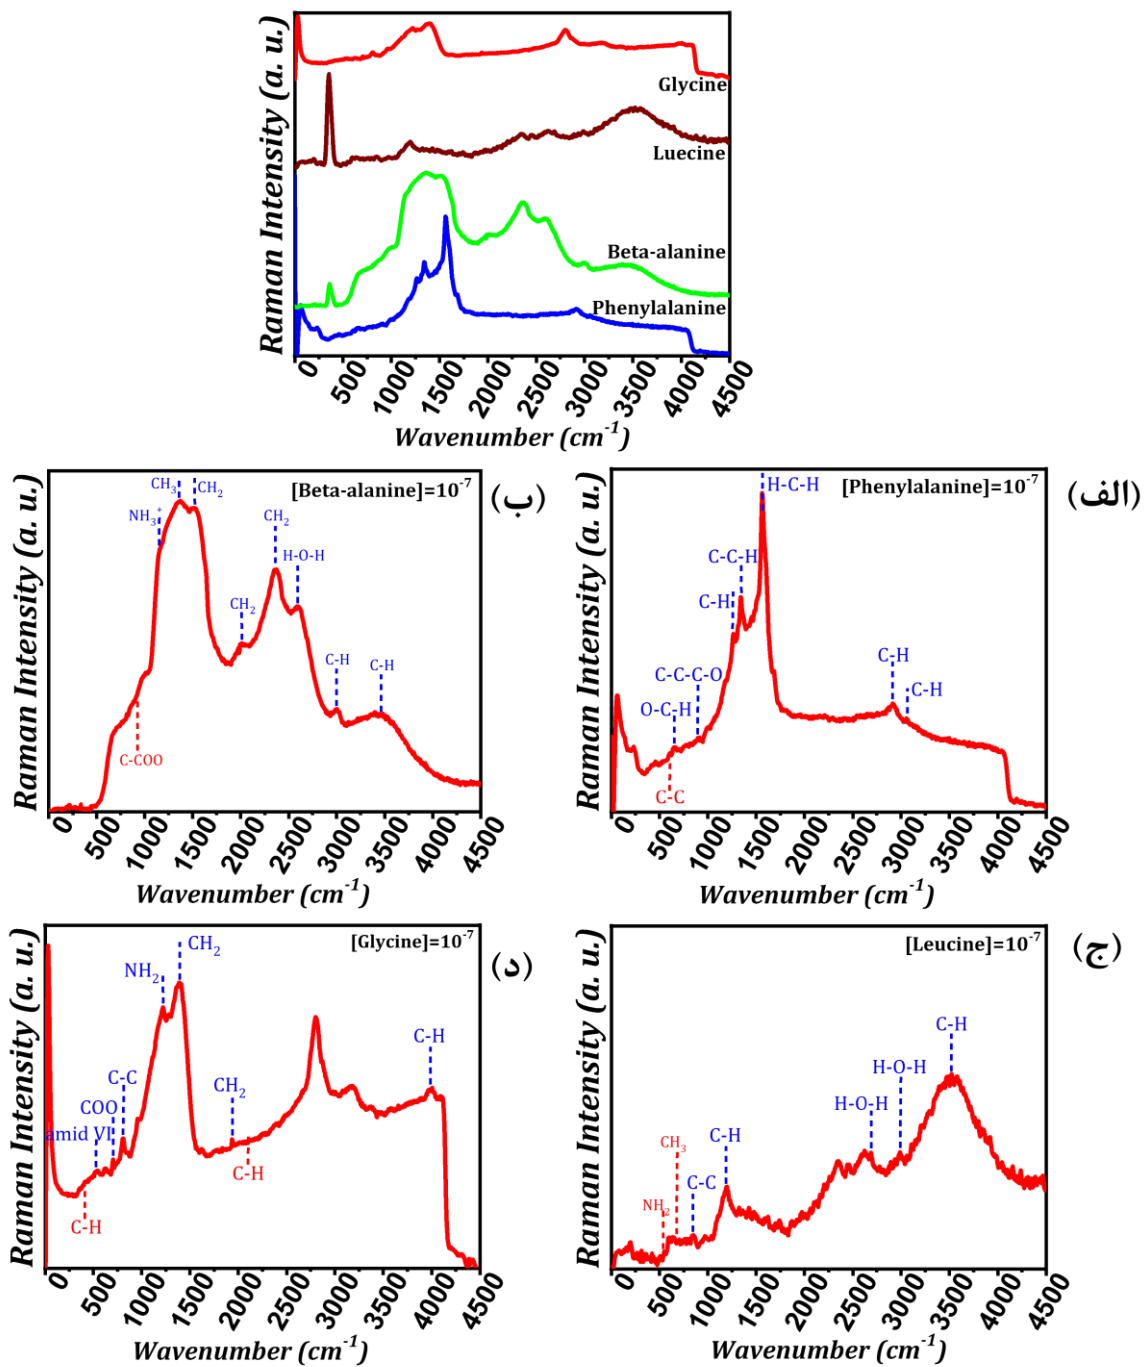 Raman Intensity (a. u.)
Glycine
Luecine
Beta-alanine
Phenylalanine
0 500 1000 1500 2000 2500 3000 3500 4000 4500
Wavenumber (cm⁻¹)
(ب)
[Beta-alanine]=10⁻⁷
CH₃
CH₂
NH₃⁺
CH₂
H-O-H
CH₂
C-H
C-H
C-COO
Raman Intensity (a. u.)
0 500 1000 1500 2000 2500 3000 3500 4000 4500
Wavenumber (cm⁻¹)
(الف)
[Phenylalanine]=10⁻⁷
H-C-H
C-C-H
C-H
C-C-C-O
O-C-H
C-H
C-H
C-C
Raman Intensity (a. u.)
0 500 1000 1500 2000 2500 3000 3500 4000 4500
Wavenumber (cm⁻¹)
(د)
[Glycine]=10⁻⁷
CH₂
NH₂
C-H
C-C
CH₂
COO
amid VI
C-H
C-H
Raman Intensity (a. u.)
0 500 1000 1500 2000 2500 3000 3500 4000 4500
Wavenumber (cm⁻¹)
(ج)
[Leucine]=10⁻⁷
C-H
H-O-H
H-O-H
C-H
CH₃
C-C
NH₂
Raman Intensity (a. u.)
0 500 1000 1500 2000 2500 3000 3500 4000 4500
Wavenumber (cm⁻¹)